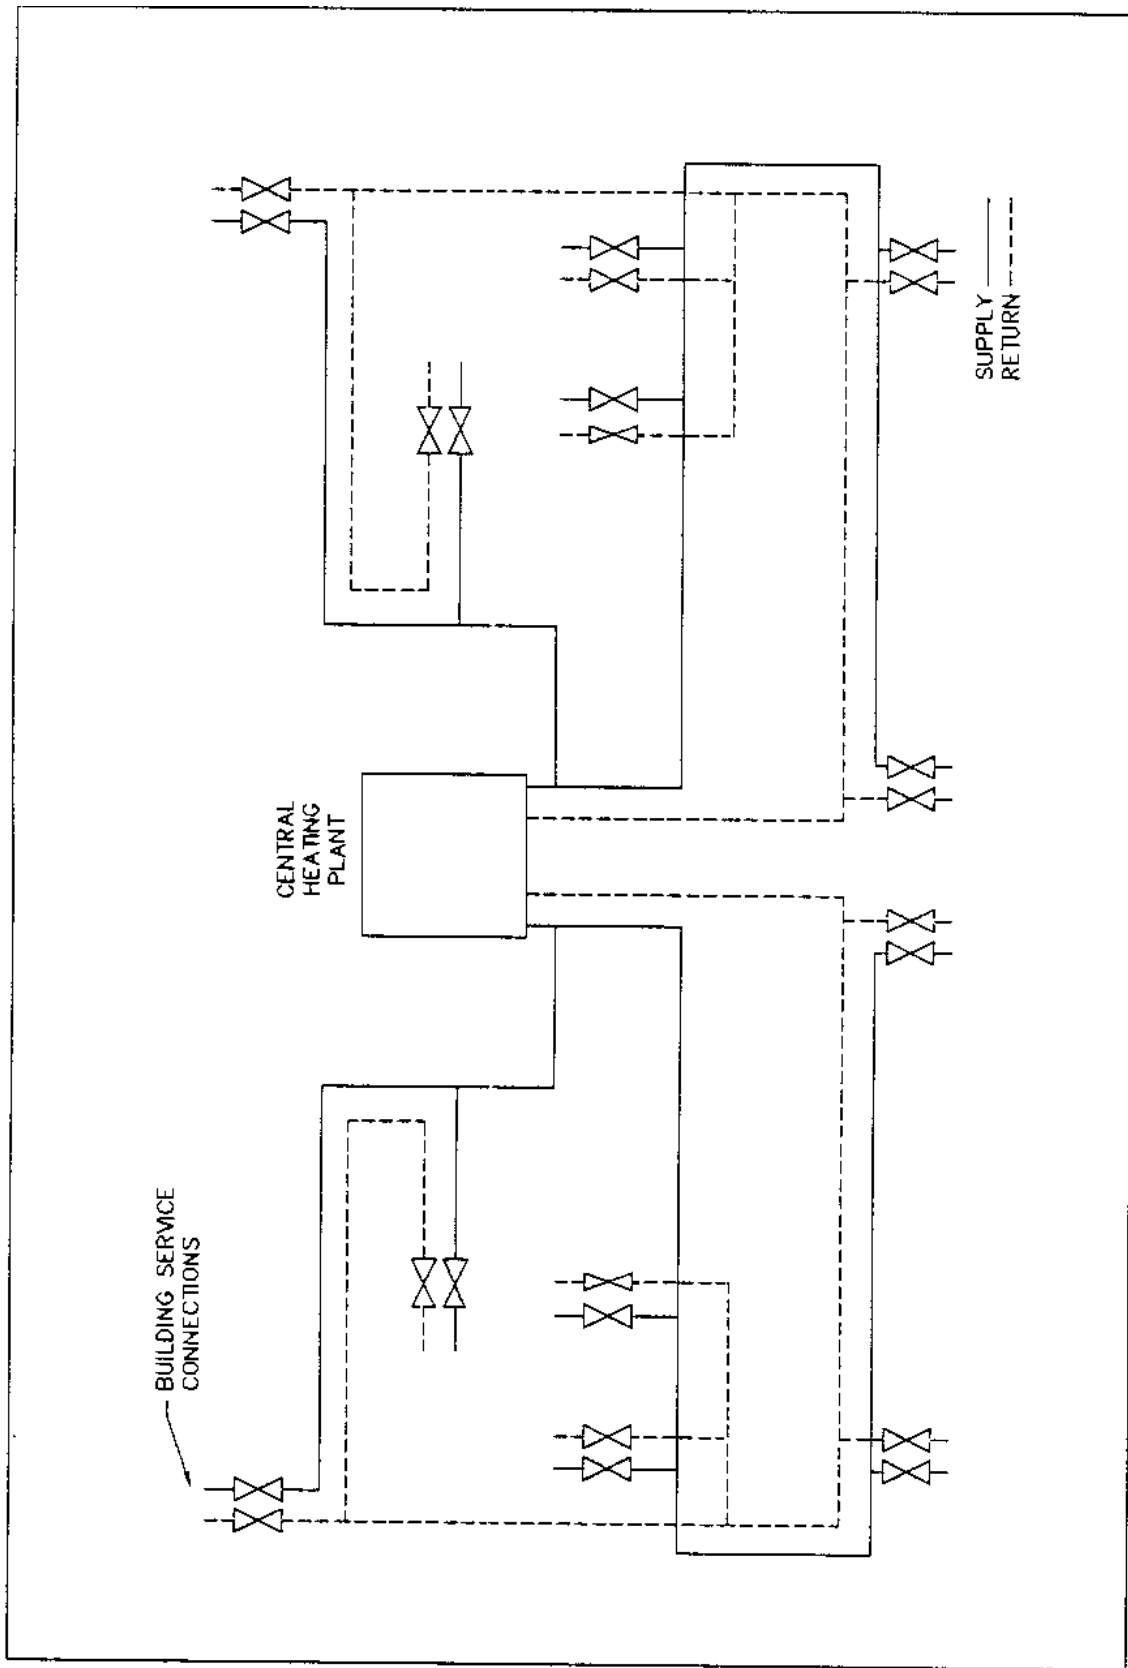 BUILDING SERVICE
CONNECTIONS
CENTRAL
HEATING
PLANT
SUPPLY
RETURN